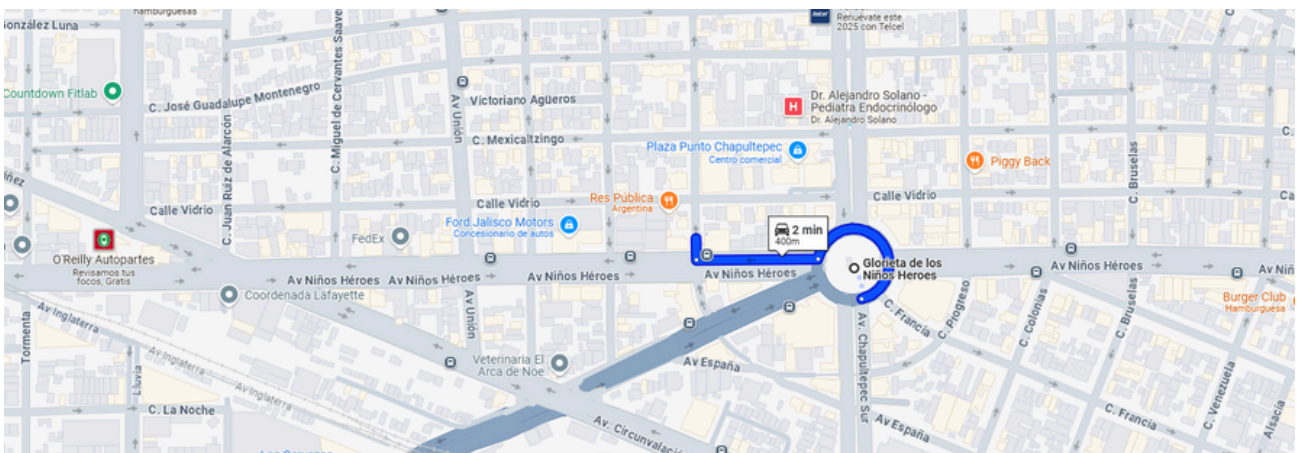 hamburguesas
González Luna
Telcel
Renuévate este
2025 con Telcel
Countdown Fitlab
C. José Guadalupe Montenegro
C. Miguel de Cervantes Saaved
Av Unión
Victoriano Agüeros
C. Mexicaltzingo
Dr. Alejandro Solano -
Pediatra Endocrinólogo
Dr. Alejandro Solano
H
C.
Plaza Punto Chapultepec
Centro comercial
Piggy Back
C. Bruselas
C. Juan Ruiz de Alarcón
ñez
Calle Vidrio
Calle Vidrio
Calle Vidrio
Res Pública
Argentina
Ford Jalisco Motors
Concesionario de autos
FedEx
2 min
400m
O'Reilly Autopartes
Revisamos tus
focos, Gratis
Glorieta de los
Niños Heroes
Av Niños Héroes
Av Niños Héroes
Av Niños Héroes
Av Niños Héroes
Av Niños Héroes
Av Niñ
Coordenada Lafayette
Burger Club
Hamburguesa
Av Inglaterra
Av Inglaterra
Av Inglaterra
Tormenta
Lluvia
Av Unión
C. Francia
C. Progreso
C. Colonias
C. Bruselas
Veterinaria El
Arca de Noe
Av España
Av. Chapultepec Sur
C. La Noche
Av. Circunvalació
Av España
C. Francia
C. Venezuela
Alsacia